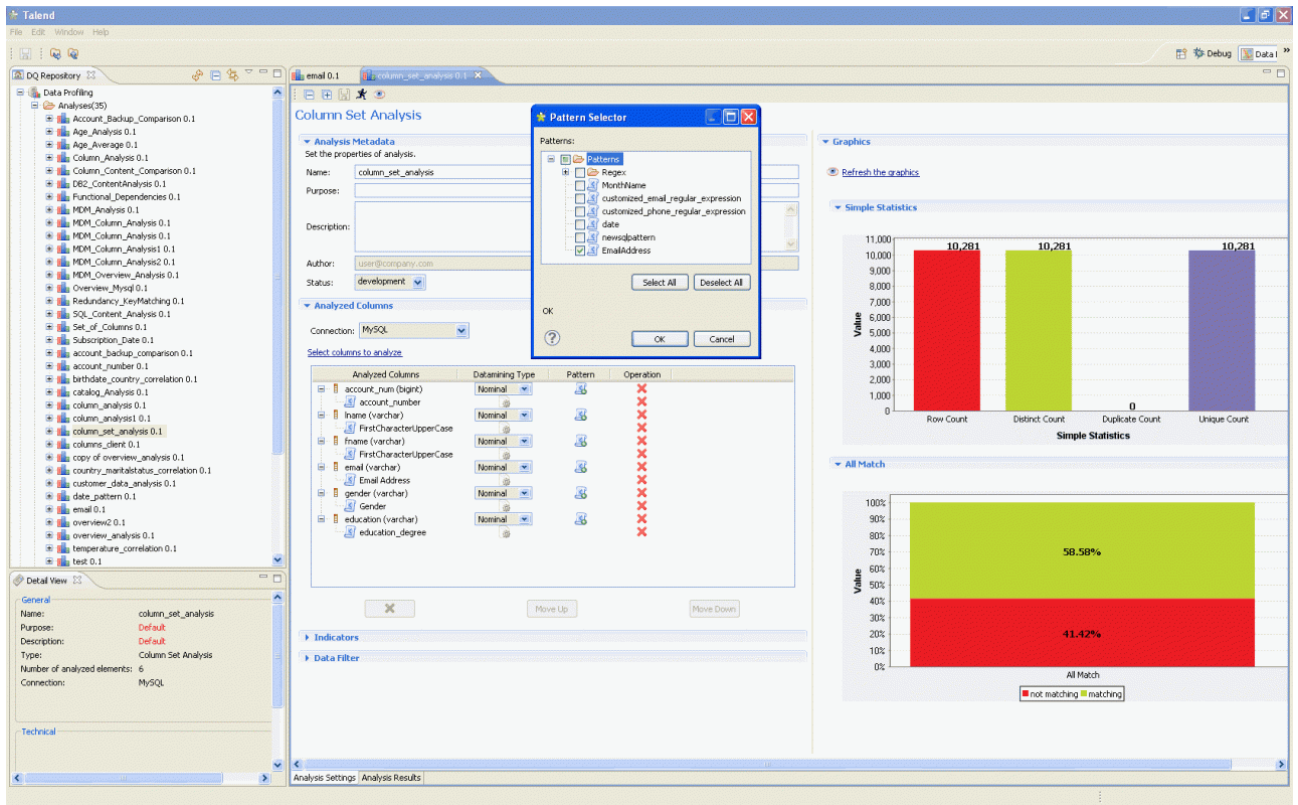 Talend
File Edit Window Help
Debug Data I »
DQ Repository
Data Profiling
Analyses(35)
Account_Backup_Comparison 0.1
Age_Analysis 0.1
Age_Average 0.1
Column_Analysis 0.1
Column_Content_Comparison 0.1
DB2_ContentAnalysis 0.1
Functional_Dependencies 0.1
MDM_Analysis 0.1
MDM_Column_Analysis 0.1
MDM_Column_Analysis1 0.1
MDM_Column_Analysis2 0.1
MDM_Overview_Analysis 0.1
Overview_Mysql 0.1
Redundancy_KeyMatching 0.1
SQL_Content_Analysis 0.1
Set_of_Columns 0.1
Subscription_Date 0.1
account_backup_comparison 0.1
account_number 0.1
birthdate_country_correlation 0.1
catalog_Analysis 0.1
column_analysis 0.1
column_analysis1 0.1
column_set_analysis 0.1
columns_client 0.1
copy of overview_analysis 0.1
country_maritalstatus_correlation 0.1
customer_data_analysis 0.1
date_pattern 0.1
email 0.1
overview2 0.1
overview_analysis 0.1
temperature_correlation 0.1
test 0.1
Detail View
General
Name: column_set_analysis
Purpose: Default
Description: Default
Type: Column Set Analysis
Number of analyzed elements: 6
Connection: MySQL
Technical
email 0.1 column_set_analysis 0.1
Column Set Analysis
Analysis Metadata
Set the properties of analysis.
Name: column_set_analysis
Purpose:
Description:
Author: user@company.com
Status: development
Analyzed Columns
Connection: MySQL
Select columns to analyze
Analyzed Columns Datamining Type Pattern Operation
account_num (bigint) Nominal
account_number
lname (varchar) Nominal
FirstCharacterUpperCase
fname (varchar) Nominal
FirstCharacterUpperCase
email (varchar) Nominal
Email Address
gender (varchar) Nominal
Gender
education (varchar) Nominal
education_degree
Move Up Move Down
Indicators
Data Filter
Analysis Settings Analysis Results
Pattern Selector
Patterns:
Patterns
Regex
MonthName
customized_email_regular_expression
customized_phone_regular_expression
date
newsqlpattern
EmailAddress
Select All Deselect All
OK
? OK Cancel
Graphics
Refresh the graphics
Simple Statistics
11,000
10,000
9,000
8,000
7,000
6,000
5,000
4,000
3,000
2,000
1,000
0
Value
10,281 10,281 0 10,281
Row Count Distinct Count Duplicate Count Unique Count
Simple Statistics
All Match
100%
90%
80%
70%
60%
50%
40%
30%
20%
10%
0%
Value
58.58%
41.42%
All Match
not matching matching